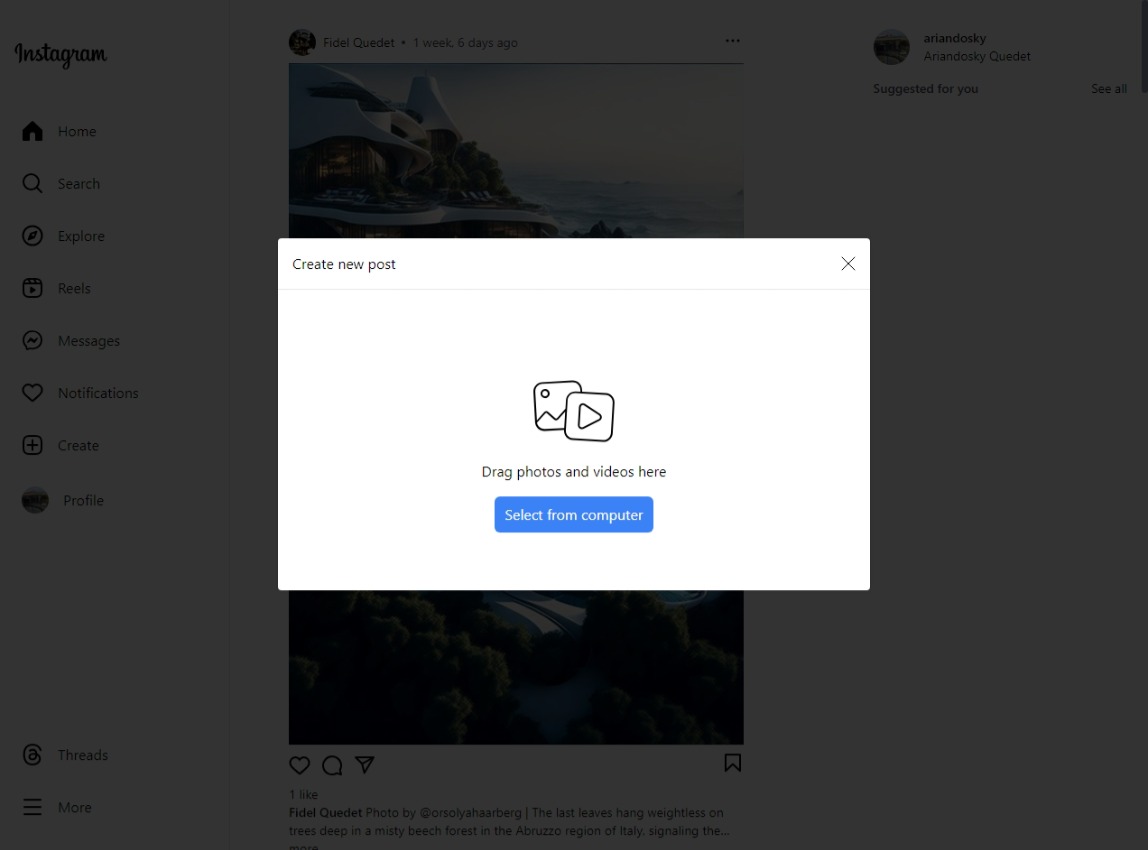 Instagram
Home
Search
Explore
Reels
Messages
Notifications
Create
Profile
Threads
More
Fidel Quedet • 1 week, 6 days ago
Create new post
Drag photos and videos here
Select from computer
1 like
Fidel Quedet Photo by @orsolyahaarberg | The last leaves hang weightless on
trees deep in a misty beech forest in the Abruzzo region of Italy, signaling the...
more
ariandosky
Ariandosky Quedet
Suggested for you
See all